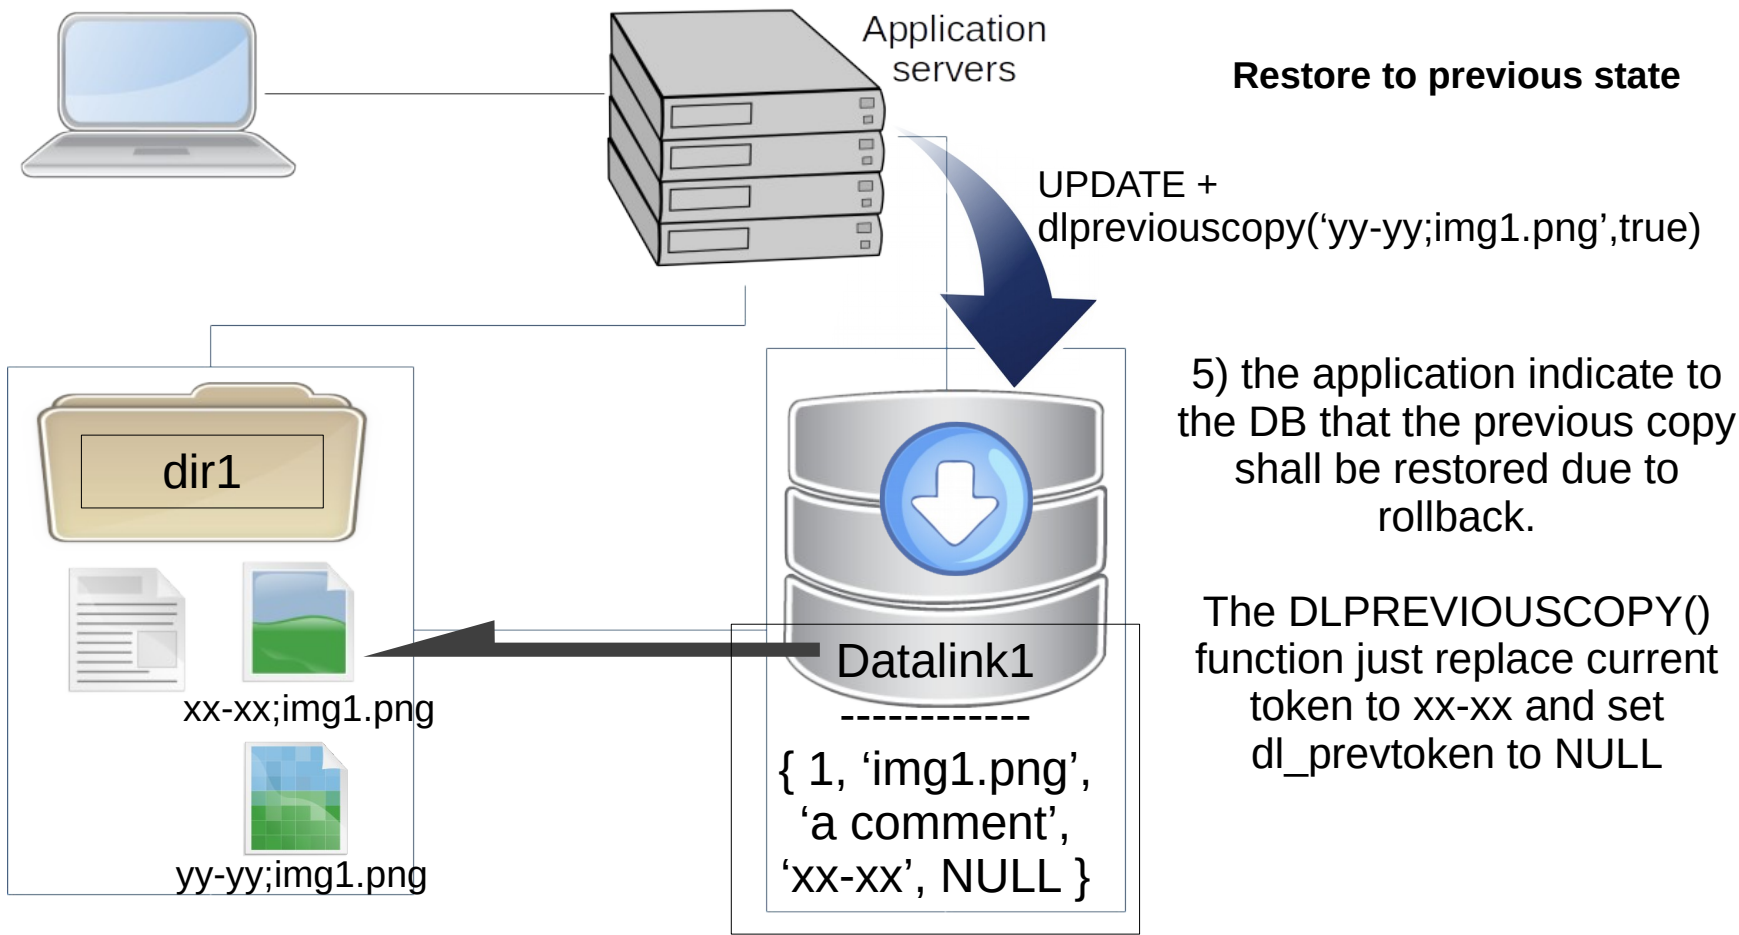 Application
servers
Restore to previous state
UPDATE +
dlpreviouscopy(‘yy-yy;img1.png’,true)
5) the application indicate to
the DB that the previous copy
shall be restored due to
rollback.
The DLPREVIOUSCOPY()
function just replace current
token to xx-xx and set
dl_prevtoken to NULL
dir1
xx-xx;img1.png
yy-yy;img1.png
Datalink1
------------
{ 1, ‘img1.png’,
‘a comment’,
‘xx-xx’, NULL }